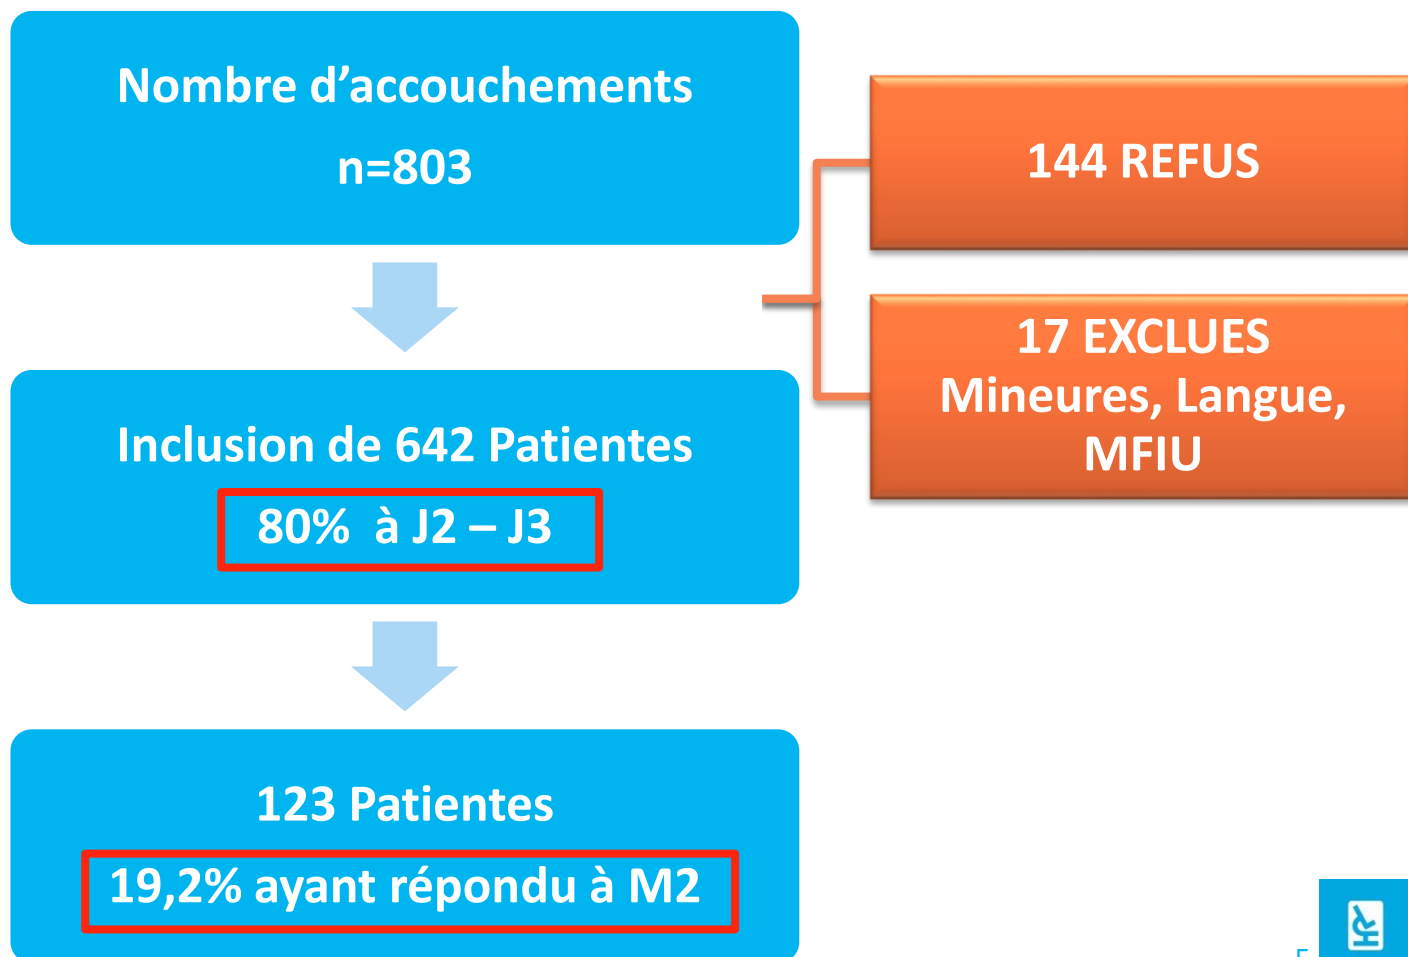 Nombre d’accouchements
n=803
144 REFUS
17 EXCLUES
Mineures, Langue,
MFIU
Inclusion de 642 Patientes
80% à J2 – J3
123 Patientes
19,2% ayant répondu à M2